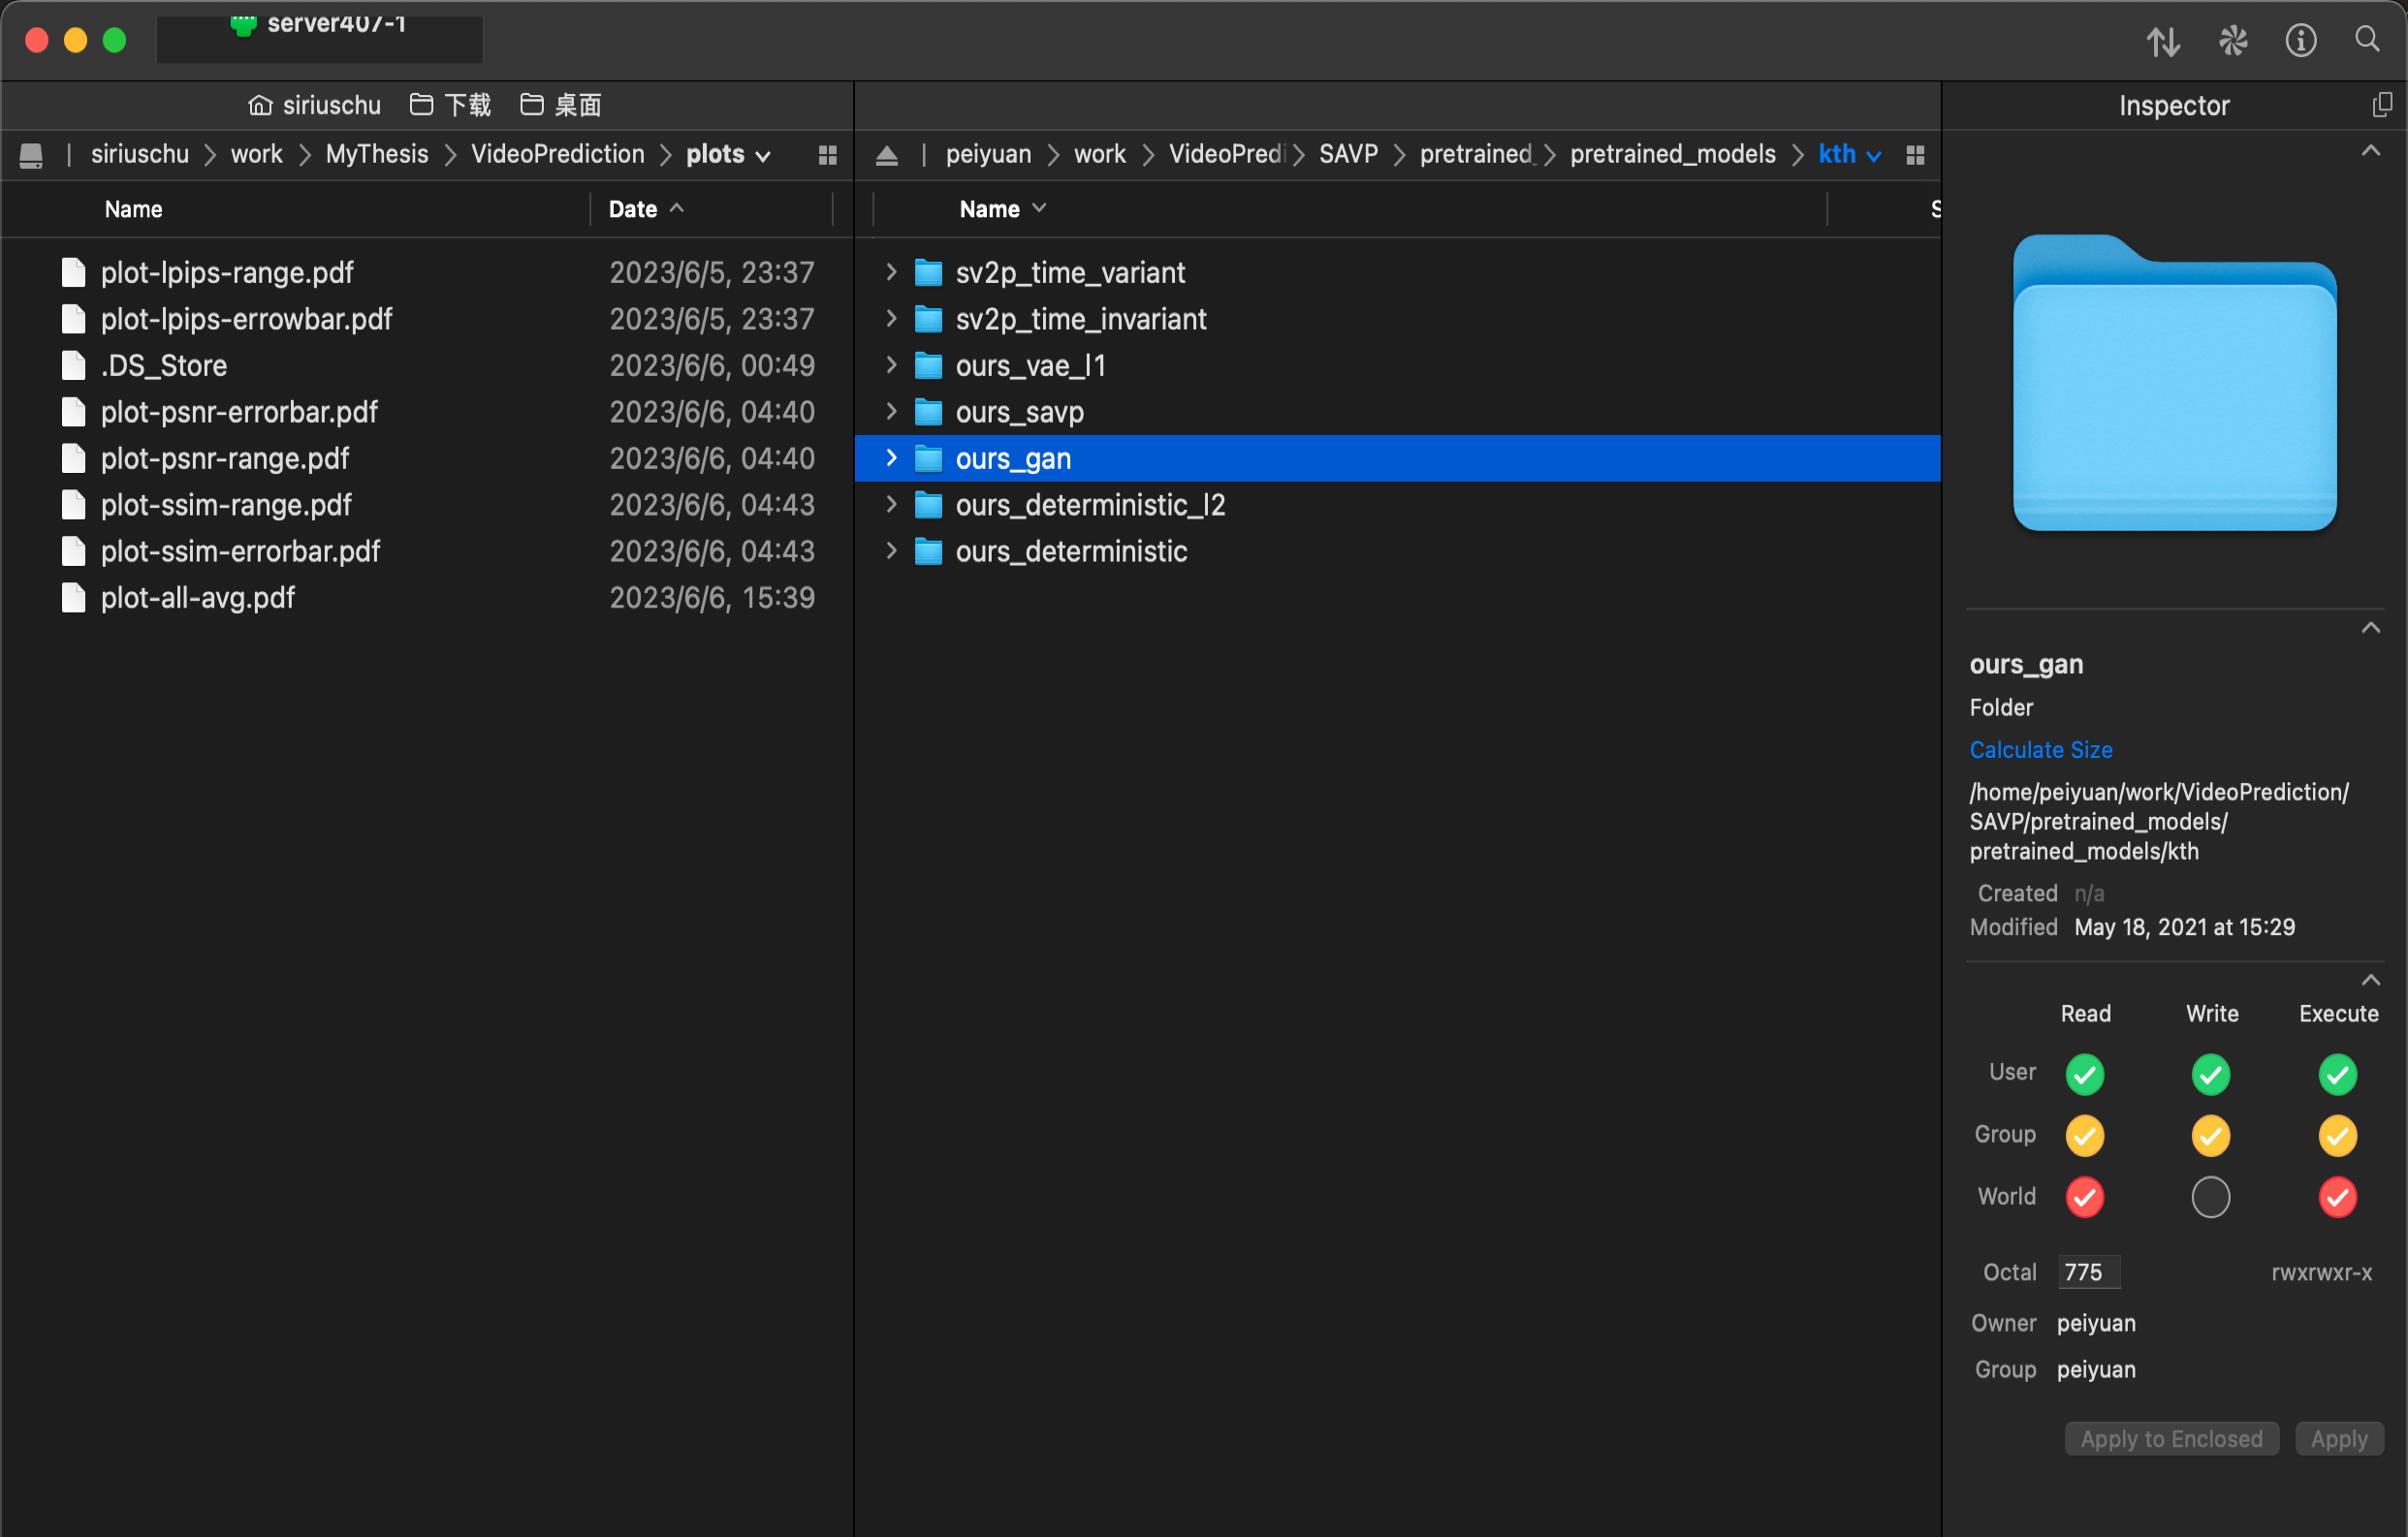 server407-1
siriuschu 下载 桌面
siriuschu work MyThesis VideoPrediction plots
peiyuan work VideoPredi SAVP pretrained_ pretrained_models kth
Name Date
plot-lpips-range.pdf 2023/6/5, 23:37
plot-lpips-errowbar.pdf 2023/6/5, 23:37
.DS_Store 2023/6/6, 00:49
plot-psnr-errorbar.pdf 2023/6/6, 04:40
plot-psnr-range.pdf 2023/6/6, 04:40
plot-ssim-range.pdf 2023/6/6, 04:43
plot-ssim-errorbar.pdf 2023/6/6, 04:43
plot-all-avg.pdf 2023/6/6, 15:39
Name S
sv2p_time_variant
sv2p_time_invariant
ours_vae_l1
ours_savp
ours_gan
ours_deterministic_l2
ours_deterministic
Inspector
ours_gan
Folder
Calculate Size
/home/peiyuan/work/VideoPrediction/
SAVP/pretrained_models/
pretrained_models/kth
Created n/a
Modified May 18, 2021 at 15:29
Read Write Execute
User
Group
World
Octal 775 rwxrwxr-x
Owner peiyuan
Group peiyuan
Apply to Enclosed Apply